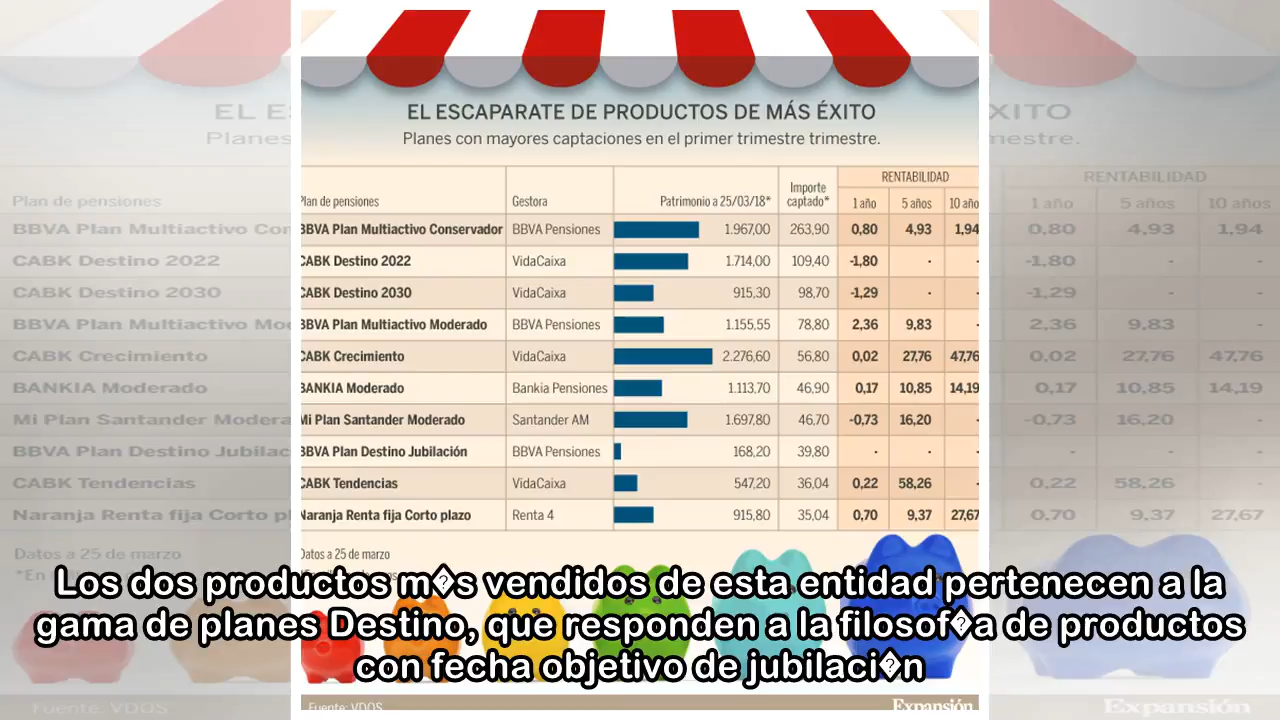 EL ESCAPARATE DE PRODUCTOS DE MÁS ÉXITO
Planes con mayores captaciones en el primer trimestre trimestre.
Plan de pensiones Gestora Patrimonio a 25/03/18* Importe captado* RENTABILIDAD 1 año 5 años 10 años
BBVA Plan Multiactivo Conservador BBVA Pensiones 1.967,00 263,90 0,80 4,93 1,94
CABK Destino 2022 VidaCaixa 1.714,00 109,40 -1,80 - -
CABK Destino 2030 VidaCaixa 915,30 98,70 -1,29 - -
BBVA Plan Multiactivo Moderado BBVA Pensiones 1.155,55 78,80 2,36 9,83 -
CABK Crecimiento VidaCaixa 2.276,60 56,80 0,02 27,76 47,76
BANKIA Moderado Bankia Pensiones 1.113,70 46,90 0,17 10,85 14,19
Mi Plan Santander Moderado Santander AM 1.697,80 46,70 -0,73 16,20 -
BBVA Plan Destino Jubilación BBVA Pensiones 168,20 39,80 - - -
CABK Tendencias VidaCaixa 547,20 36,04 0,22 58,26 -
Naranja Renta fija Corto plazo Renta 4 915,80 35,04 0,70 9,37 27,67
Datos a 25 de marzo
Los dos productos m�s vendidos de esta entidad pertenecen a la
gama de planes Destino, que responden a la filosof�a de productos
con fecha objetivo de jubilaci�n
Fuente: VDOS
Expansión